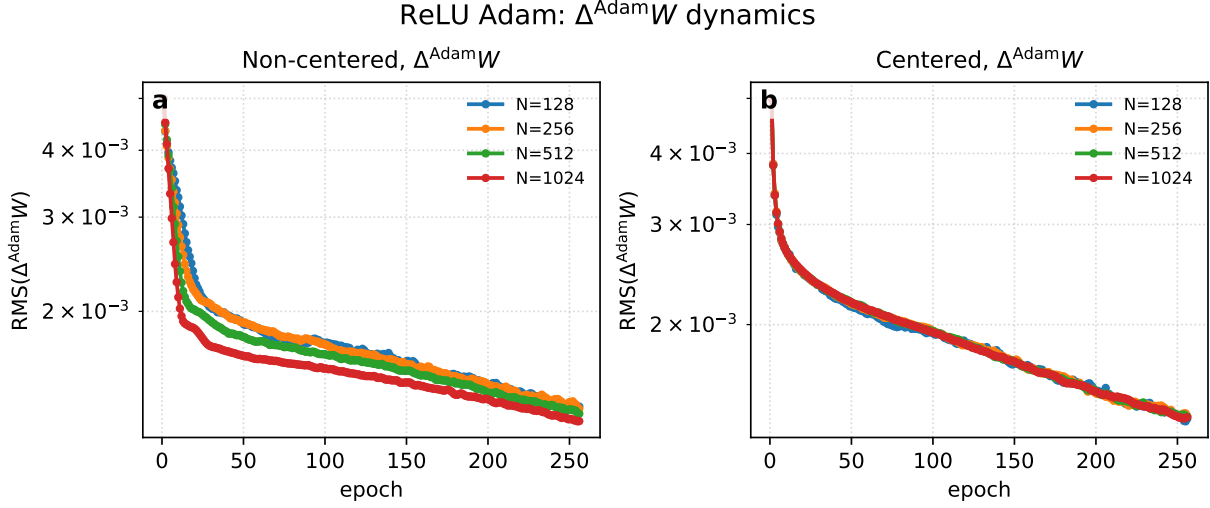 ReLU Adam: Δ^Adam W dynamics
Non-centered, Δ^Adam W
a
N=128
N=256
N=512
N=1024
4 × 10⁻³
3 × 10⁻³
2 × 10⁻³
RMS(Δ^Adam W)
0 50 100 150 200 250
epoch
Centered, Δ^Adam W
b
N=128
N=256
N=512
N=1024
4 × 10⁻³
3 × 10⁻³
2 × 10⁻³
RMS(Δ^Adam W)
0 50 100 150 200 250
epoch